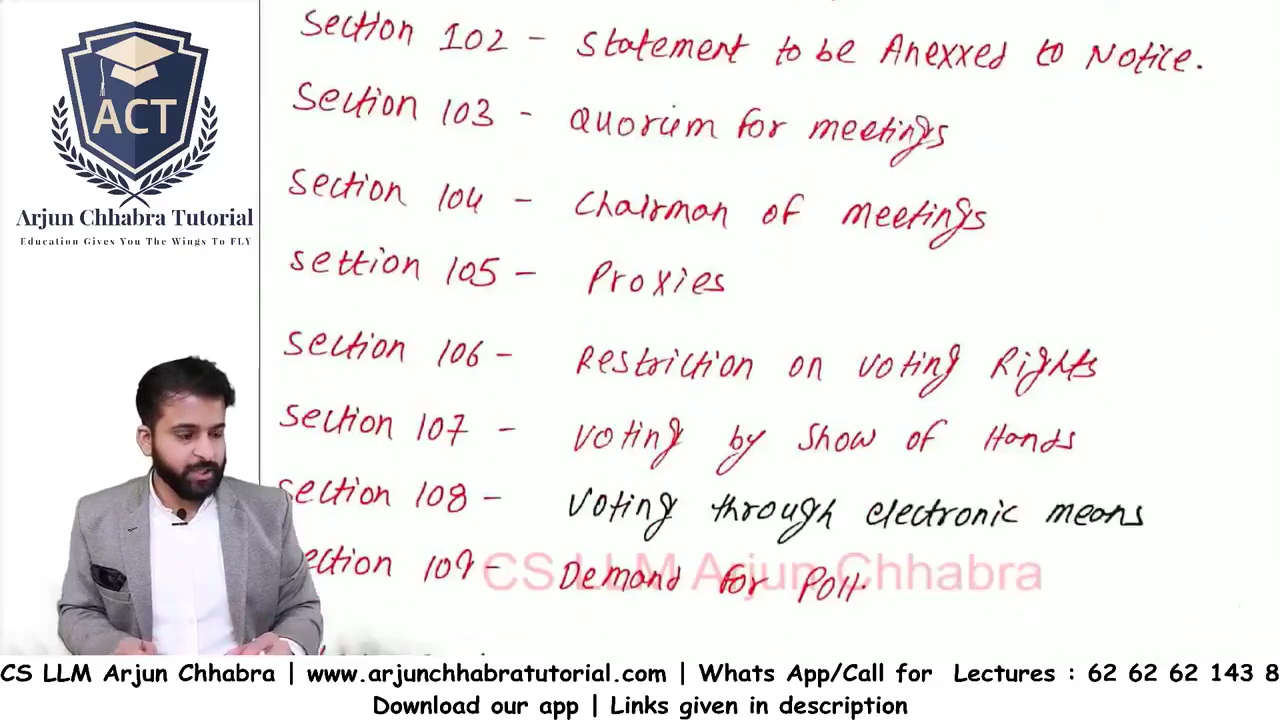 Section 102 - Statement to be Anexxed to Notice.
Section 103 - Quorum for meetings
Section 104 - Chairman of meetings
Section 105 - Proxies
Section 106 - Restriction on Voting Rights
Section 107 - Voting by Show of Hands
Section 108 - Voting through electronic means
Section 109 - Demand for Poll.
CS LLM Arjun Chhabra
ACT
Arjun Chhabra Tutorial
Education Gives You The Wings To FLY
CS LLM Arjun Chhabra | www.arjunchhabratutorial.com | Whats App/Call for Lectures : 62 62 62 143 8
Download our app | Links given in description